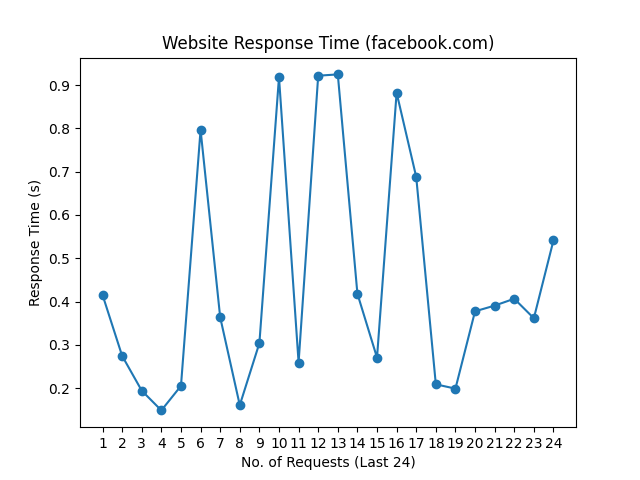 Website Response Time (facebook.com)
Response Time (s)
0.9
0.8
0.7
0.6
0.5
0.4
0.3
0.2
1 2 3 4 5 6 7 8 9 10 11 12 13 14 15 16 17 18 19 20 21 22 23 24
No. of Requests (Last 24)